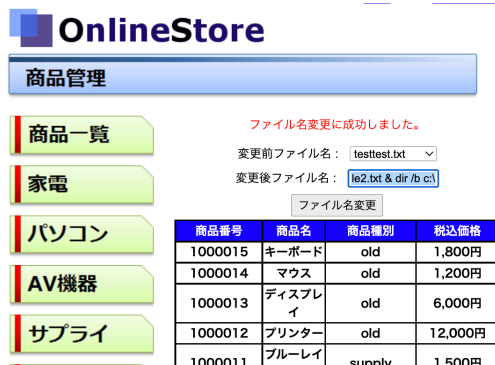 OnlineStore
商品管理
商品一覧
家電
パソコン
AV機器
サプライ
ファイル名変更に成功しました。
変更前ファイル名： testtest.txt
変更後ファイル名： le2.txt & dir /b c:\
ファイル名変更
商品番号 商品名 商品種別 税込価格
1000015 キーボード old 1,800円
1000014 マウス old 1,200円
1000013 ディスプレイ old 6,000円
1000012 プリンター old 12,000円
1000011 ブルーレイ supply 1,500円